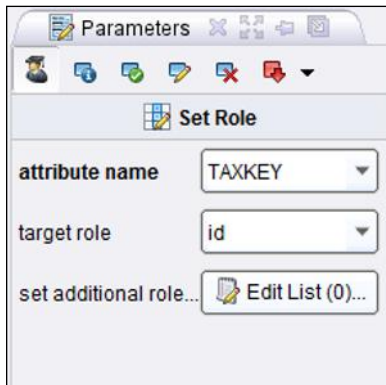 Parameters
Set Role
attribute name TAXKEY
target role id
set additional role... Edit List (0)...